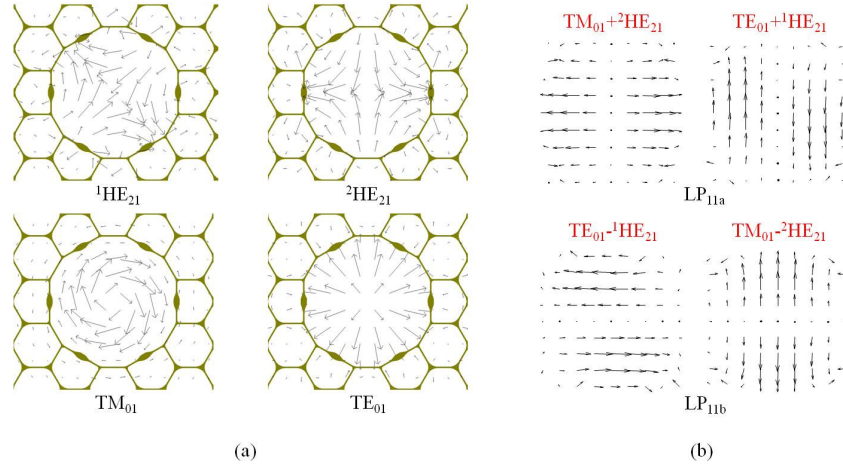 TM₀₁+²HE₂₁ TE₀₁+¹HE₂₁
¹HE₂₁ ²HE₂₁
LP₁₁ₐ
TE₀₁-¹HE₂₁ TM₀₁-²HE₂₁
TM₀₁ TE₀₁
LP₁₁b
(a) (b)